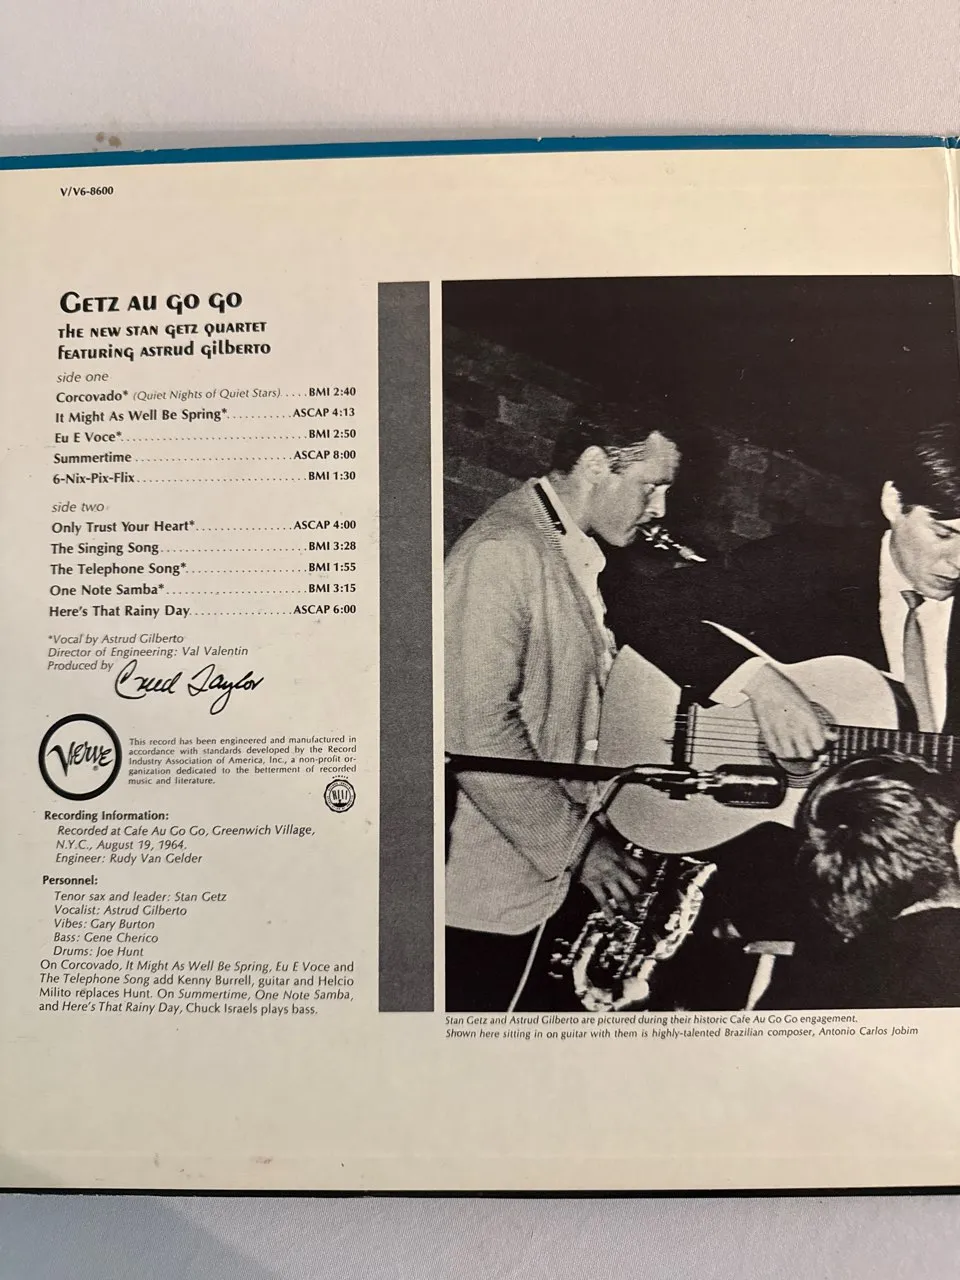 V/V6-8600
GETZ AU GO GO
THE NEW STAN GETZ QUARTET
FEATURING ASTRUD GILBERTO
side one
Corcovado* (Quiet Nights of Quiet Stars).....BMI 2:40
It Might As Well Be Spring*..........ASCAP 4:13
Eu E Voce*.............................BMI 2:50
Summertime........................ASCAP 8:00
6-Nix-Pix-Flix..........................BMI 1:30
side two
Only Trust Your Heart*...............ASCAP 4:00
The Singing Song......................BMI 3:28
The Telephone Song*..................BMI 1:55
One Note Samba*......................BMI 3:15
Here's That Rainy Day...............ASCAP 6:00
*Vocal by Astrud Gilberto
Director of Engineering: Val Valentin
Produced by Creed Taylor
Verve
This record has been engineered and manufactured in
accordance with standards developed by the Record
Industry Association of America, Inc., a non-profit or-
ganization dedicated to the betterment of recorded
music and literature.
Recording Information:
Recorded at Cafe Au Go Go, Greenwich Village,
N.Y.C., August 19, 1964.
Engineer: Rudy Van Gelder
Personnel:
Tenor sax and leader: Stan Getz
Vocalist: Astrud Gilberto
Vibes: Gary Burton
Bass: Gene Cherico
Drums: Joe Hunt
On Corcovado, It Might As Well Be Spring, Eu E Voce and
The Telephone Song add Kenny Burrell, guitar and Helcio
Milito replaces Hunt. On Summertime, One Note Samba,
and Here's That Rainy Day, Chuck Israels plays bass.
Stan Getz and Astrud Gilberto are pictured during their historic Cafe Au Go Go engagement.
Shown here sitting in on guitar with them is highly-talented Brazilian composer, Antonio Carlos Jobim